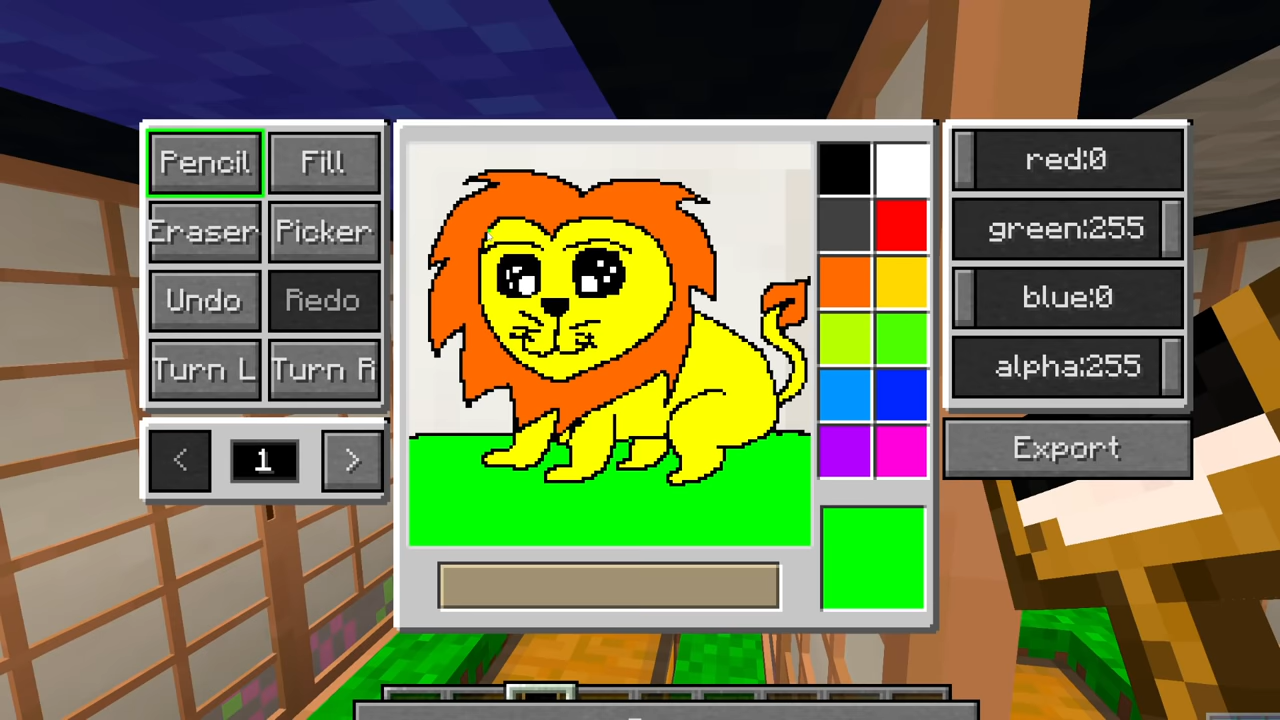 Pencil
Fill
Eraser
Picker
Undo
Redo
Turn L
Turn R
<
1
>
red:0
green:255
blue:0
alpha:255
Export